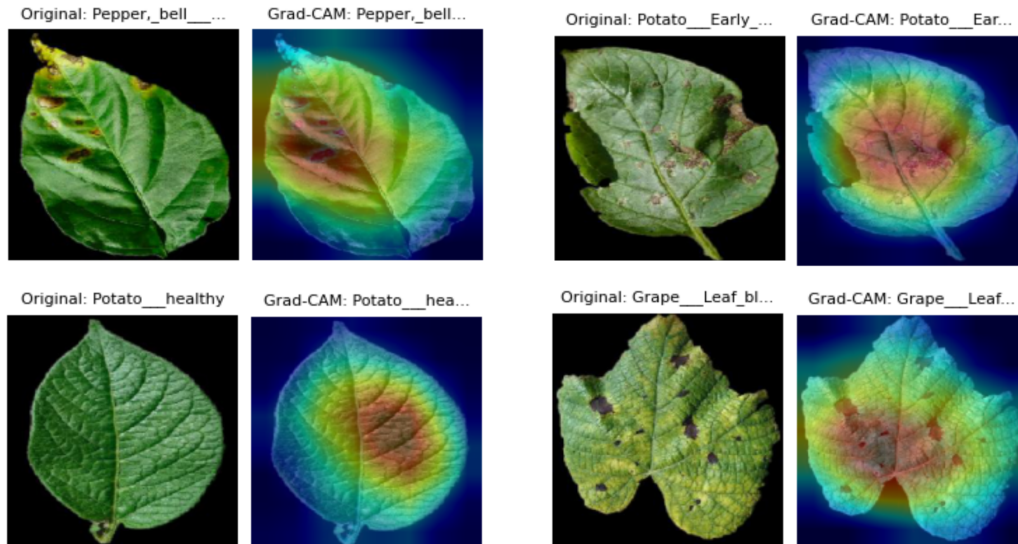 Original: Pepper,_bell___...
Grad-CAM: Pepper,_bell...
Original: Potato___Early_...
Grad-CAM: Potato___Ear...
Original: Potato___healthy
Grad-CAM: Potato___hea...
Original: Grape___Leaf_bl...
Grad-CAM: Grape___Leaf...